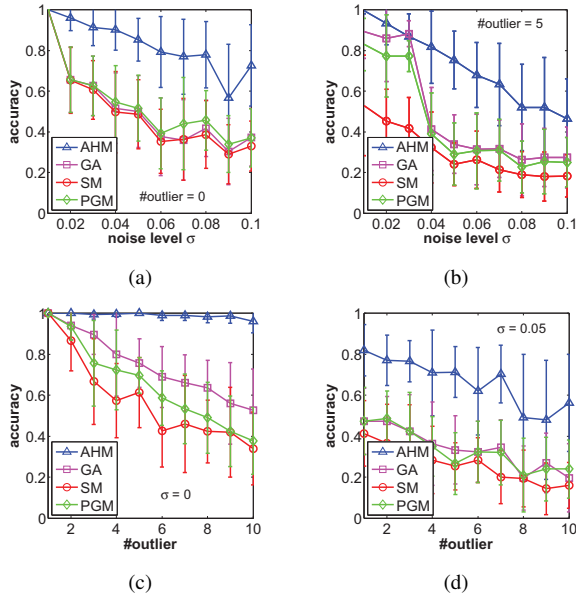 1
0.8
0.6
0.4
0.2
0
accuracy
AHM
GA
SM
PGM
#outlier = 0
0.02 0.04 0.06 0.08 0.1
noise level σ
(a)
1
0.8
0.6
0.4
0.2
0
accuracy
#outlier = 5
AHM
GA
SM
PGM
0.02 0.04 0.06 0.08 0.1
noise level σ
(b)
1
0.8
0.6
0.4
0.2
0
accuracy
AHM
GA
SM
PGM
σ = 0
2 4 6 8 10
#outlier
(c)
1
0.8
0.6
0.4
0.2
0
accuracy
σ = 0.05
AHM
GA
SM
PGM
2 4 6 8 10
#outlier
(d)